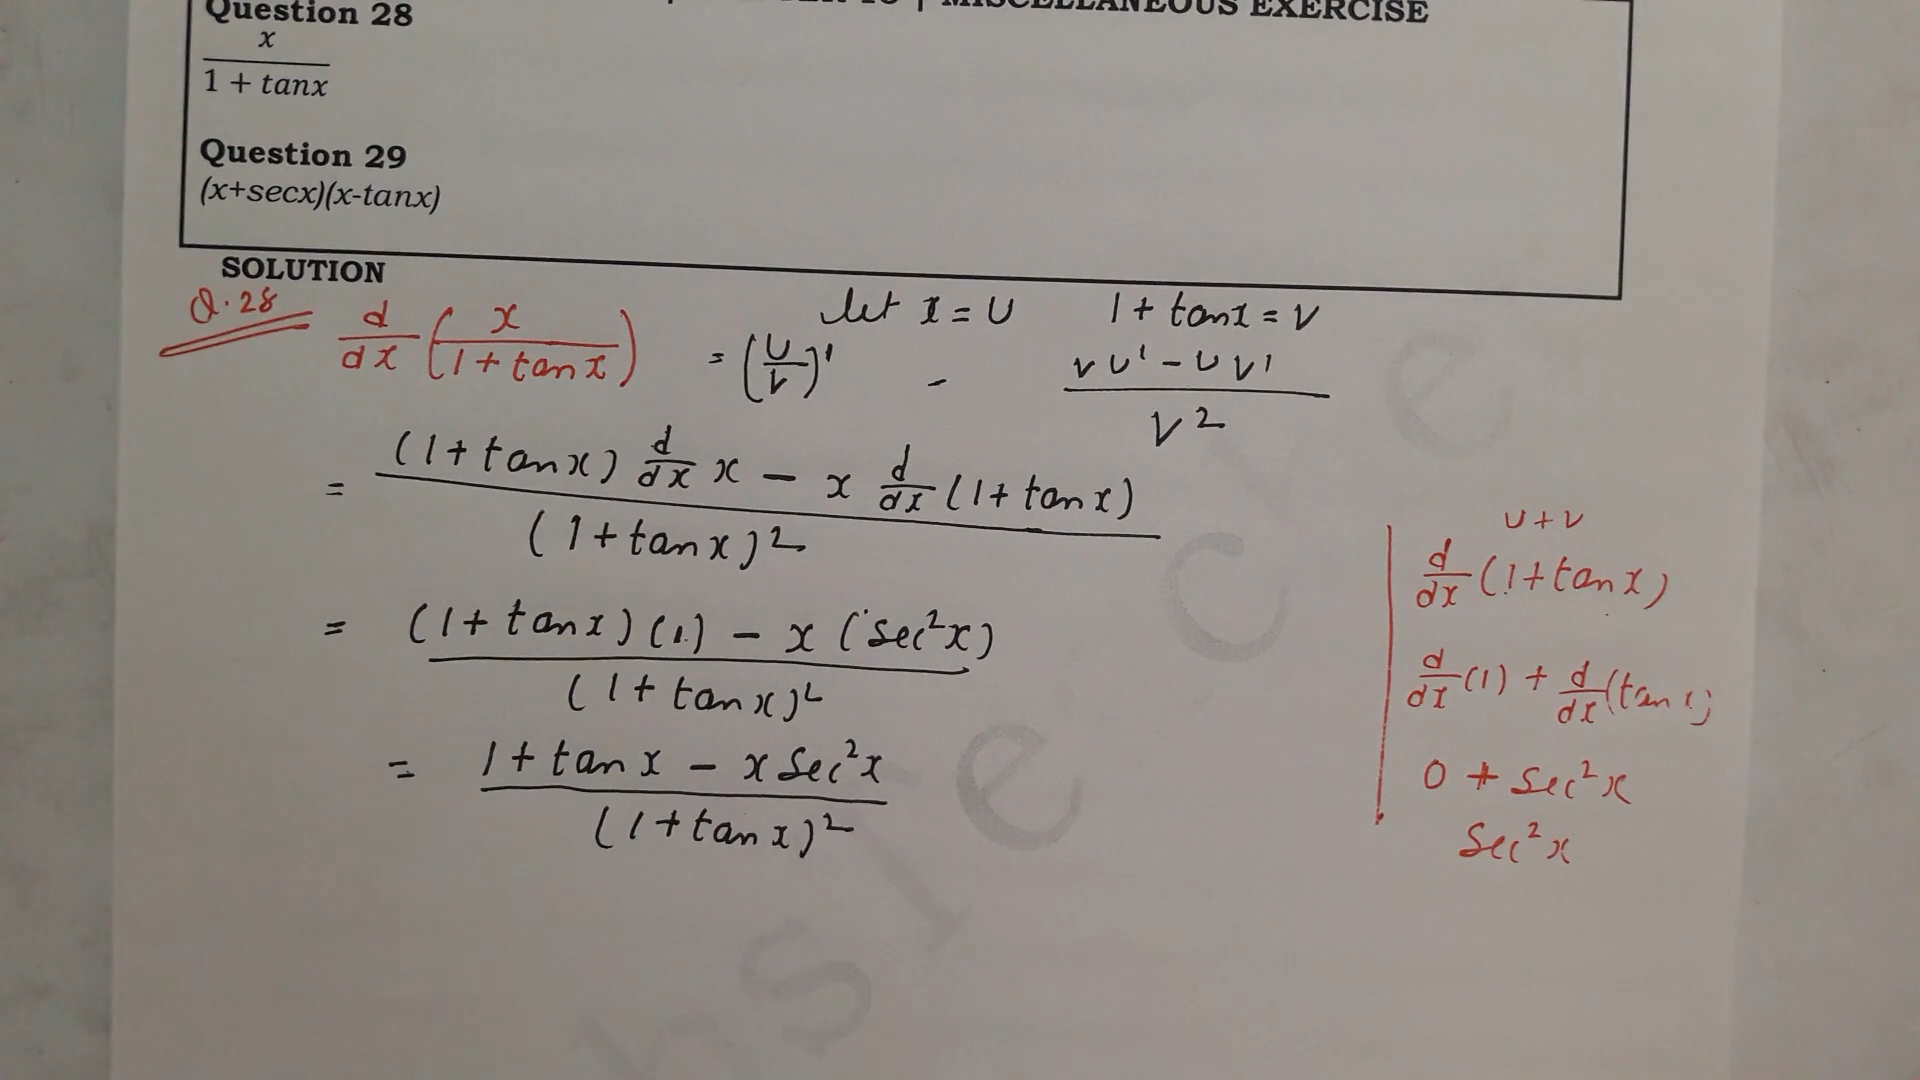 MISCELLANEOUS EXERCISE
Question 28
x
1 + tanx
Question 29
(x+secx)(x-tanx)
SOLUTION
Q.28
let x = U    1 + tanx = V
d/dx (x / (1 + tanx)) = (U/V)' - (VU' - UV') / V²
= ((1 + tanx) d/dx x - x d/dx (1 + tanx)) / (1 + tanx)²
= ((1 + tanx)(1) - x (sec²x)) / (1 + tanx)²
= (1 + tanx - x Sec²x) / (1 + tanx)²
U + V
d/dx (1 + tanx)
d/dx (1) + d/dx (tanx)
0 + Sec²x
Sec²x